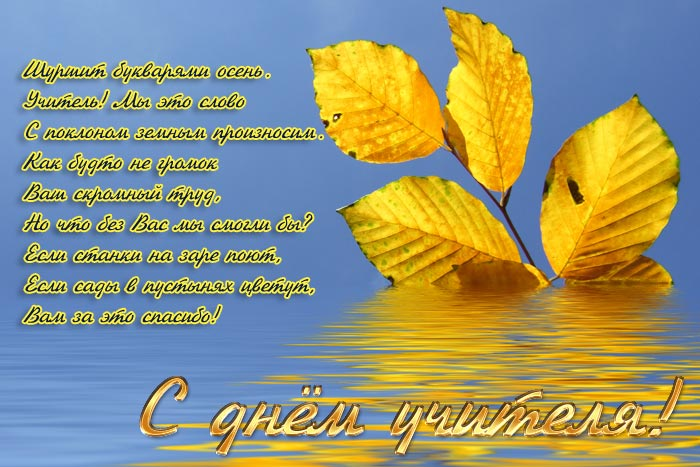 Шуршит букварями осень.
Учитель! Мы это слово
С поклоном земным произносим.
Как будто не громок
Ваш скромный труд,
Но что без Вас мы смогли бы?
Если станки на заре поют,
Если сады в пустынях цветут,
Вам за это спасибо!
С днём учителя!